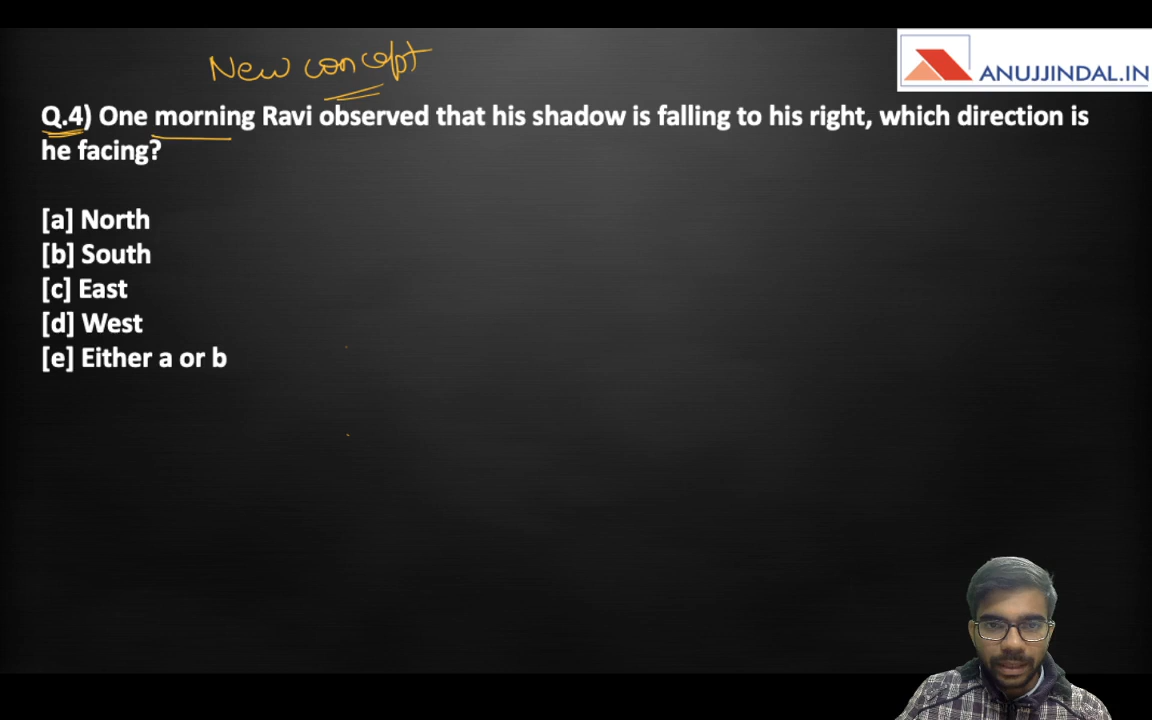 New concept
ANUJJINDAL.IN
Q.4) One morning Ravi observed that his shadow is falling to his right, which direction is
he facing?
[a] North
[b] South
[c] East
[d] West
[e] Either a or b